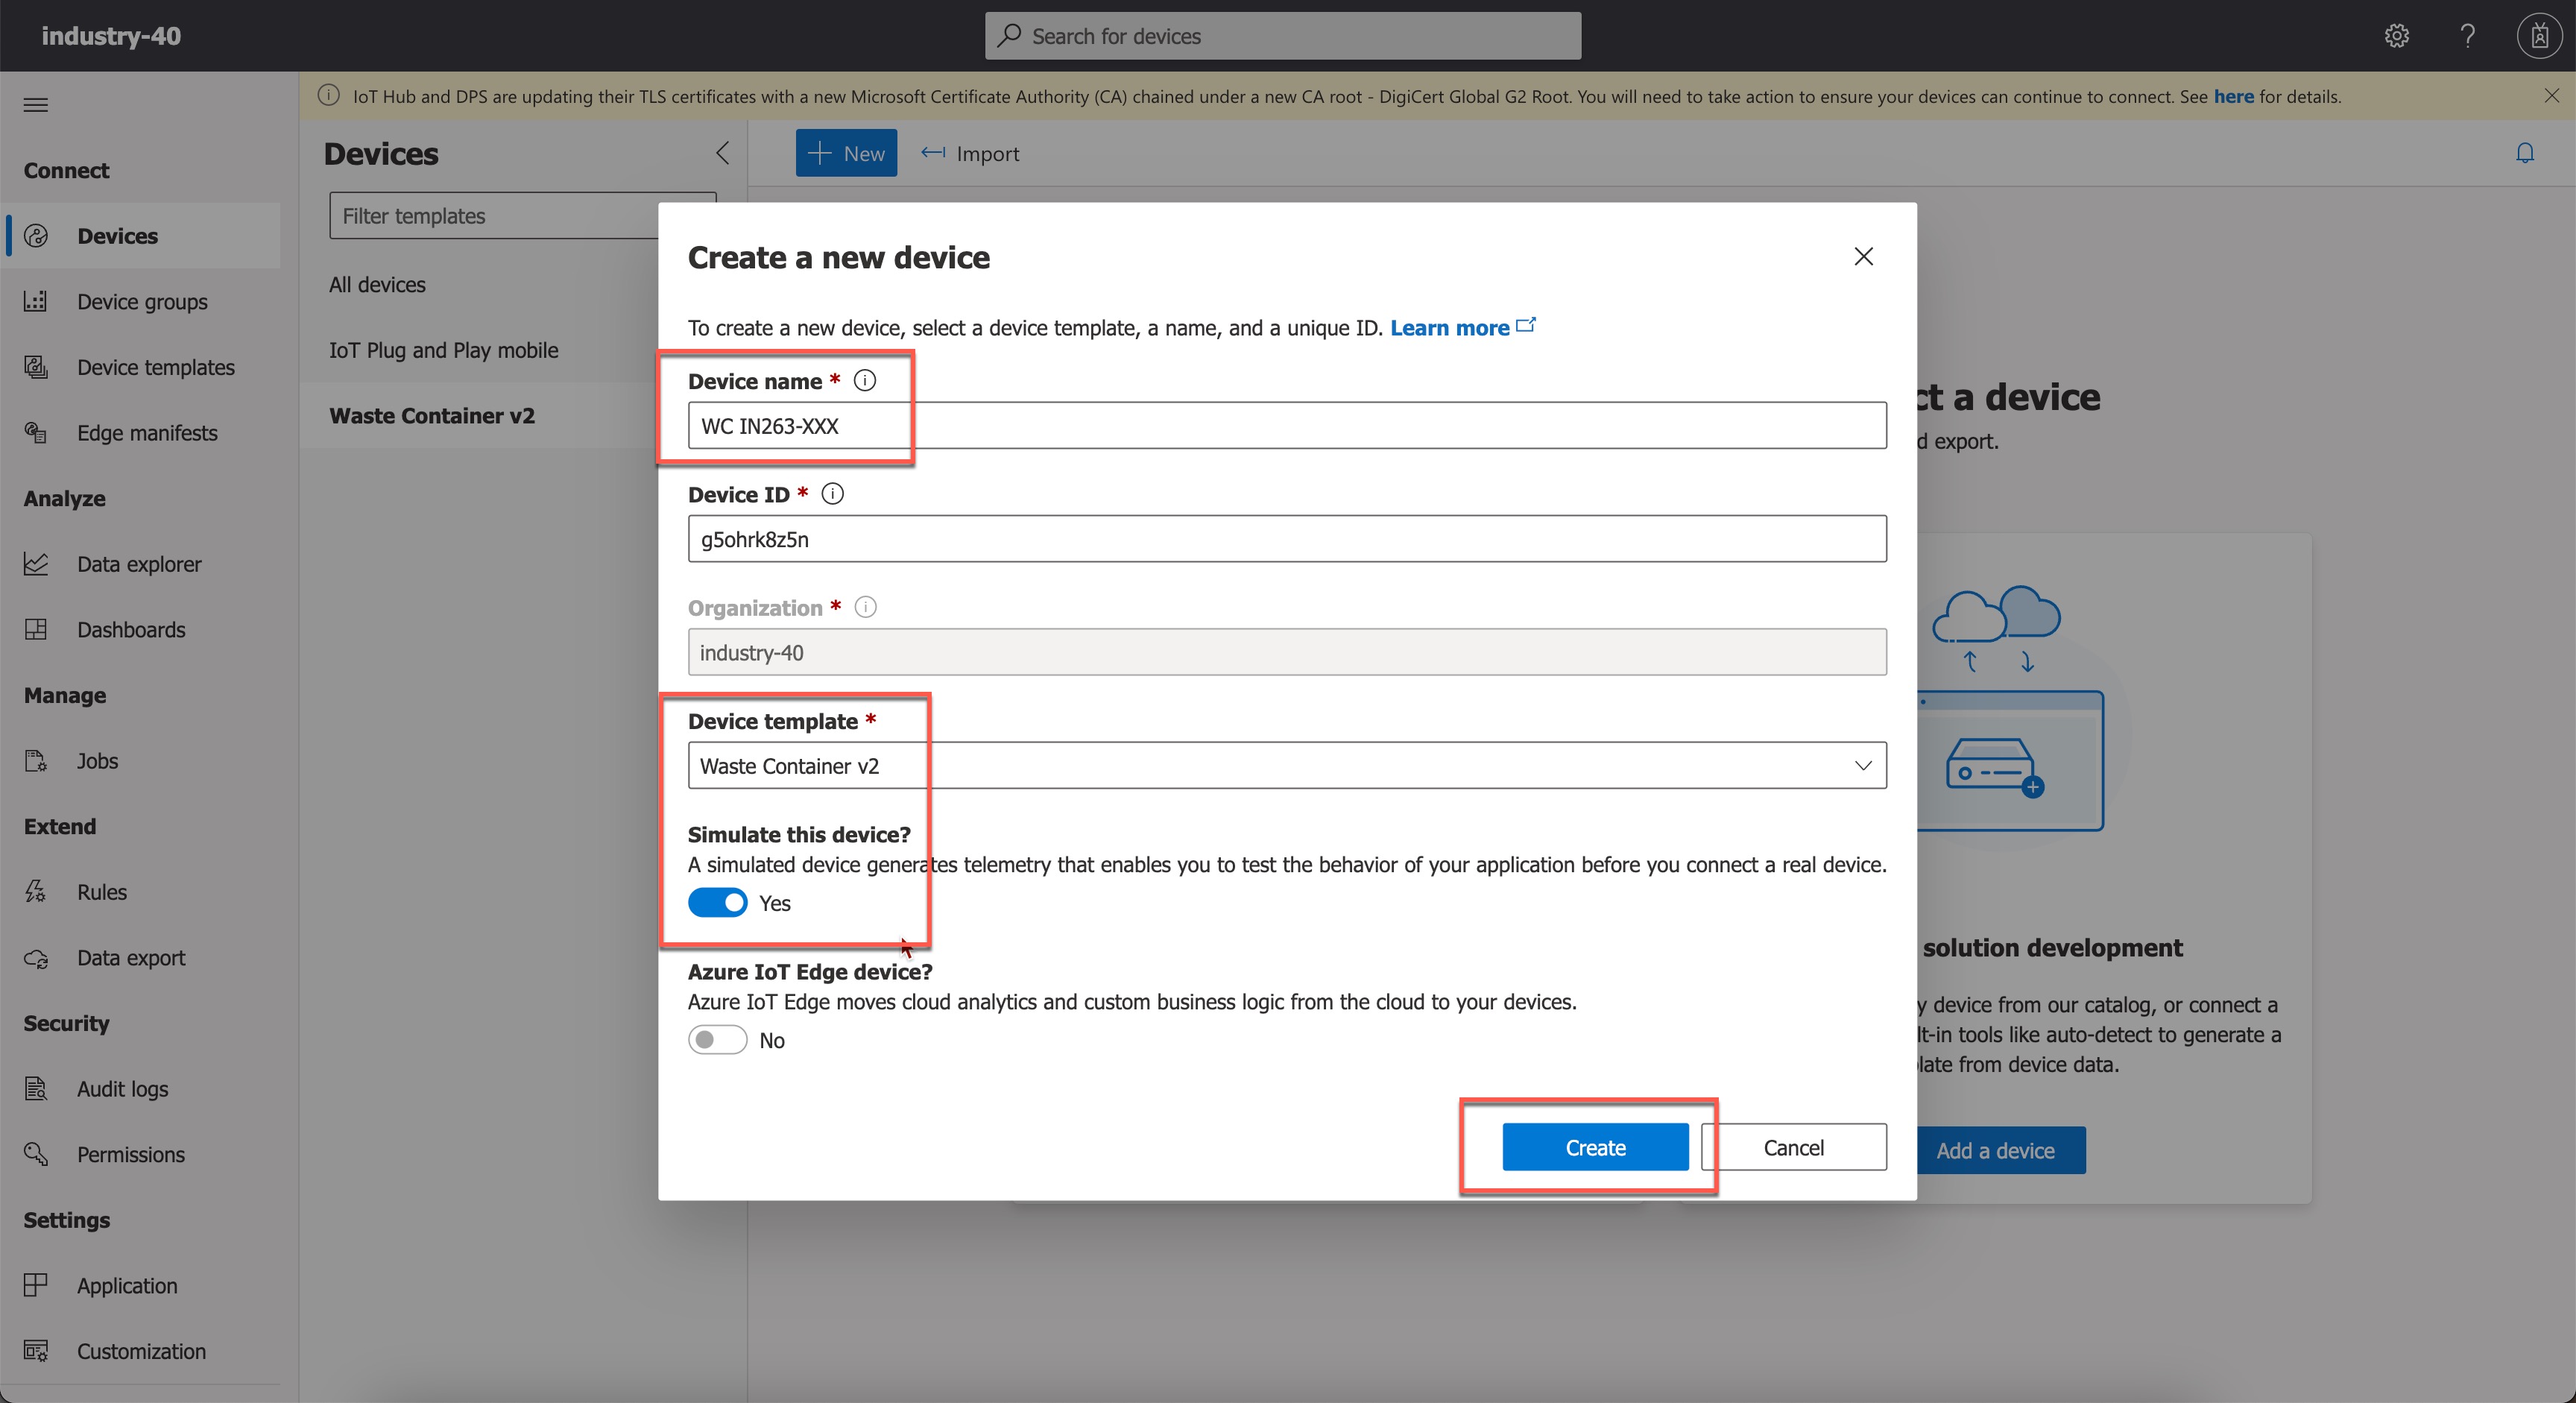 industry-40
Search for devices
IoT Hub and DPS are updating their TLS certificates with a new Microsoft Certificate Authority (CA) chained under a new CA root - DigiCert Global G2 Root. You will need to take action to ensure your devices can continue to connect. See here for details.
Connect
Devices
Device groups
Device templates
Edge manifests
Analyze
Data explorer
Dashboards
Manage
Jobs
Extend
Rules
Data export
Security
Audit logs
Permissions
Settings
Application
Customization
Devices
Filter templates
All devices
IoT Plug and Play mobile
Waste Container v2
New
Import
Create a new device
To create a new device, select a device template, a name, and a unique ID. Learn more
Device name *
WC IN263-XXX
Device ID *
g5ohrk8z5n
Organization *
industry-40
Device template *
Waste Container v2
Simulate this device?
A simulated device generates telemetry that enables you to test the behavior of your application before you connect a real device.
Yes
Azure IoT Edge device?
Azure IoT Edge moves cloud analytics and custom business logic from the cloud to your devices.
No
Create
Cancel
ct a device
d export.
solution development
y device from our catalog, or connect a
lt-in tools like auto-detect to generate a
late from device data.
Add a device